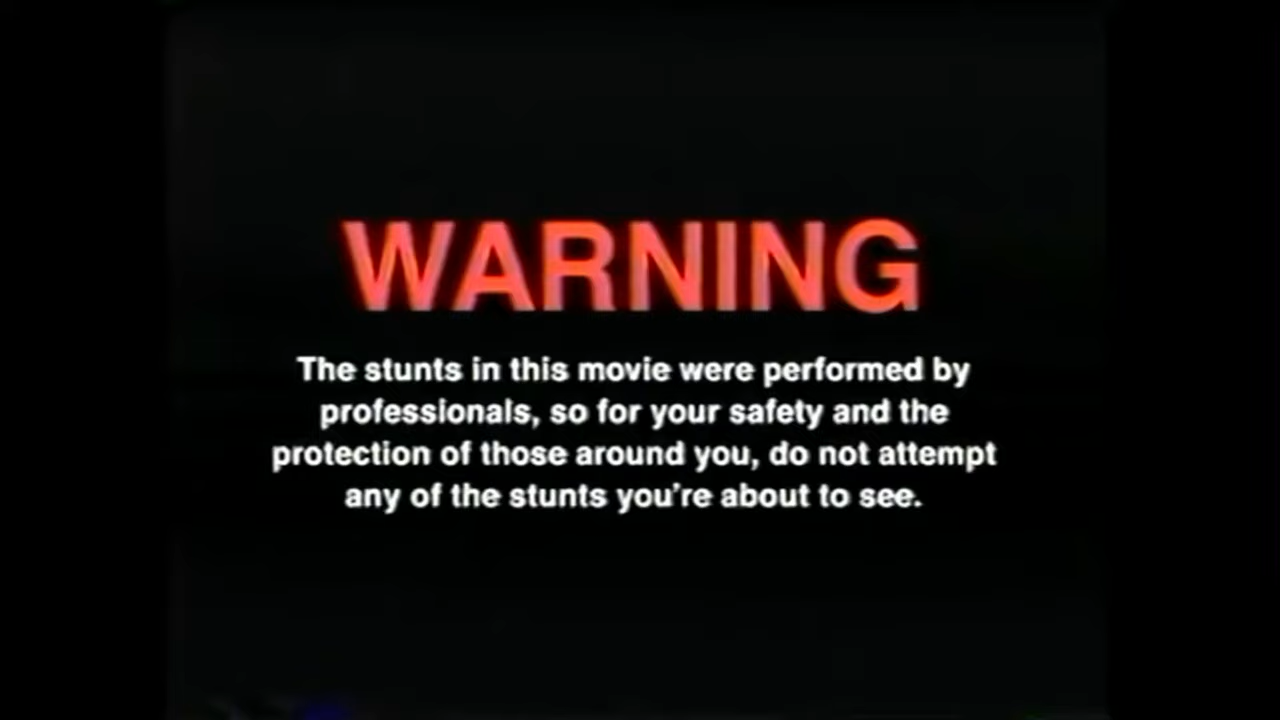 WARNING
The stunts in this movie were performed by
professionals, so for your safety and the
protection of those around you, do not attempt
any of the stunts you're about to see.